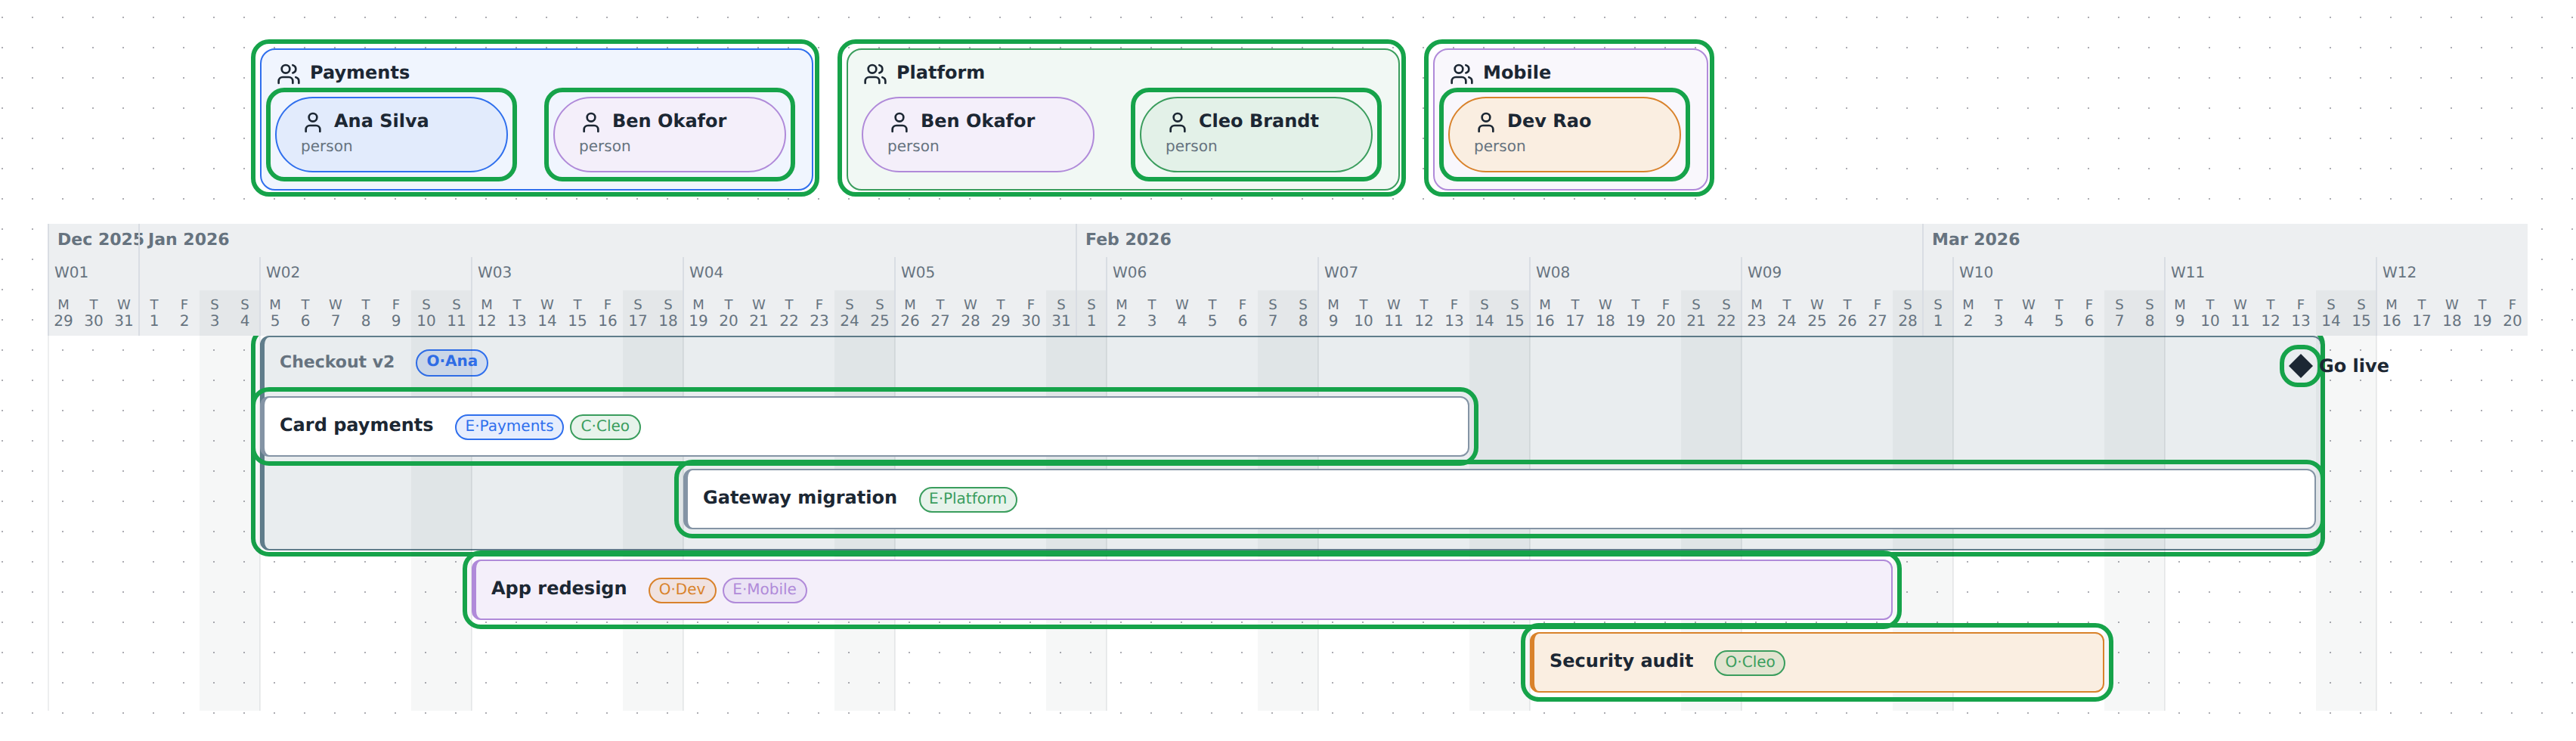 Payments
Ana Silva
person
Ben Okafor
person
Platform
Ben Okafor
person
Cleo Brandt
person
Mobile
Dev Rao
person
Dec 2025 Jan 2026 Feb 2026 Mar 2026
W01 W02 W03 W04 W05 W06 W07 W08 W09 W10 W11 W12
M T W T F S S M T W T F S S M T W T F S S M T W T F S S M T W T F S S M T W T F S S M T W T F S S M T W T F S S M T W T F S S M T W T F S S M T W T F S S M T W T F
29 30 31 1 2 3 4 5 6 7 8 9 10 11 12 13 14 15 16 17 18 19 20 21 22 23 24 25 26 27 28 29 30 31 1 2 3 4 5 6 7 8 9 10 11 12 13 14 15 16 17 18 19 20 21 22 23 24 25 26 27 28 1 2 3 4 5 6 7 8 9 10 11 12 13 14 15 16 17 18 19 20
Checkout v2 O·Ana
Go live
Card payments E·Payments C·Cleo
Gateway migration E·Platform
App redesign O·Dev E·Mobile
Security audit O·Cleo